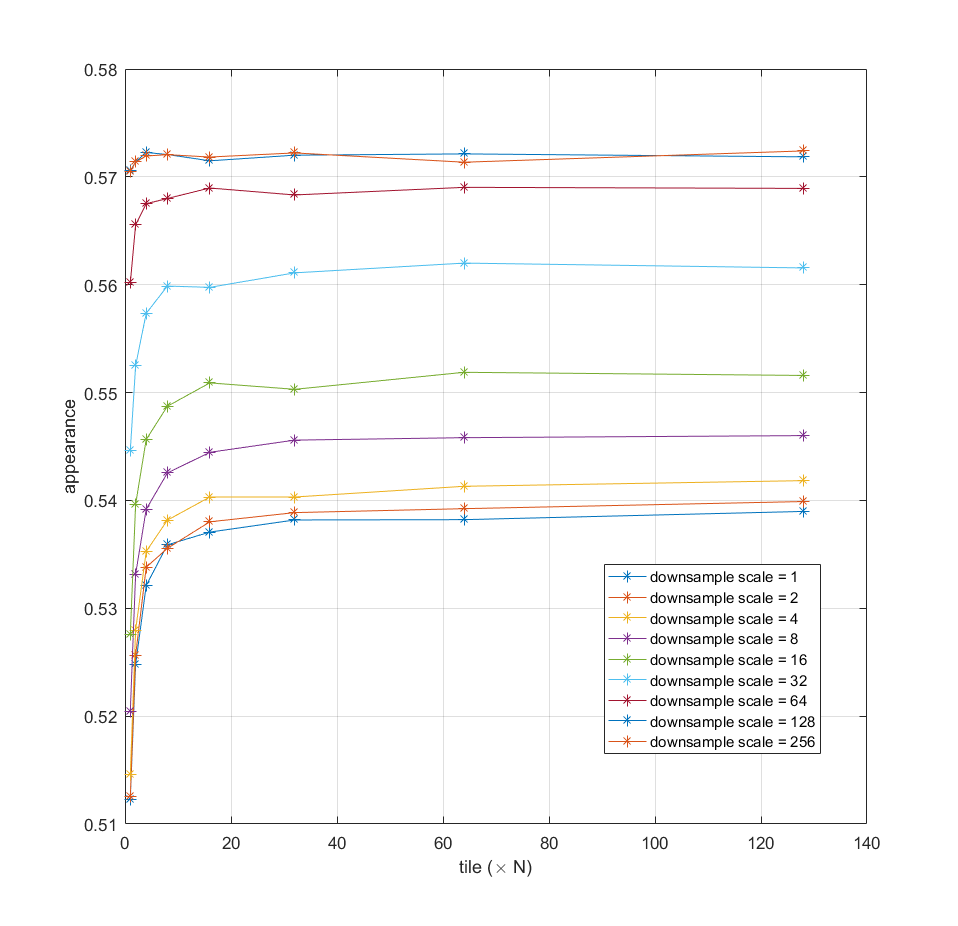 0.58
0.57
0.56
0.55
0.54
0.53
0.52
0.51
appearance
0
20
40
60
80
100
120
140
tile (× N)
downsample scale = 1
downsample scale = 2
downsample scale = 4
downsample scale = 8
downsample scale = 16
downsample scale = 32
downsample scale = 64
downsample scale = 128
downsample scale = 256